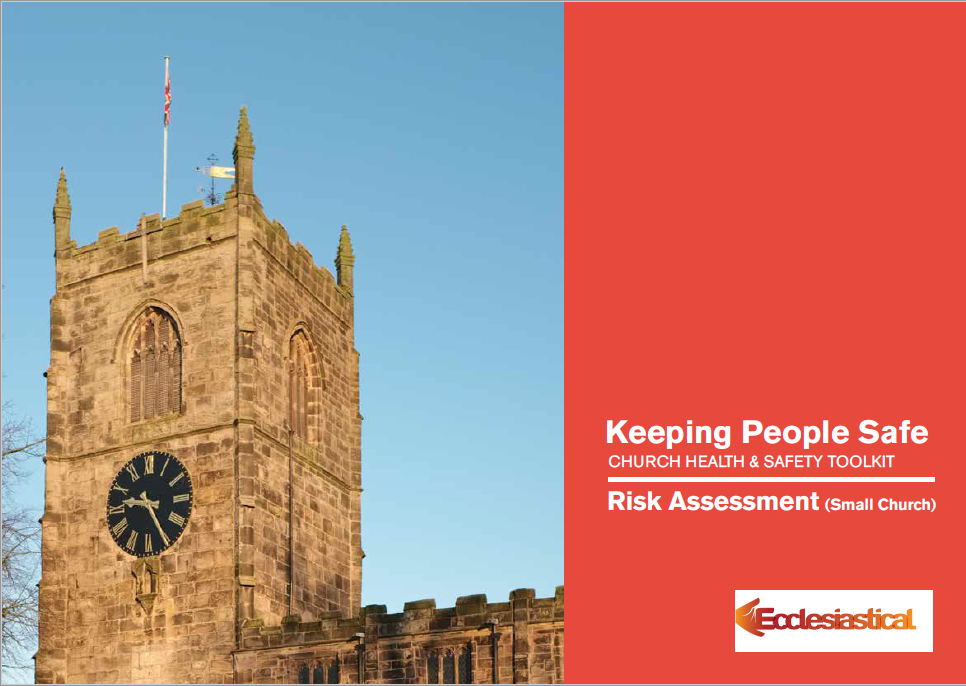 Keeping People Safe
CHURCH HEALTH & SAFETY TOOLKIT
Risk Assessment (Small Church)
Ecclesiastical